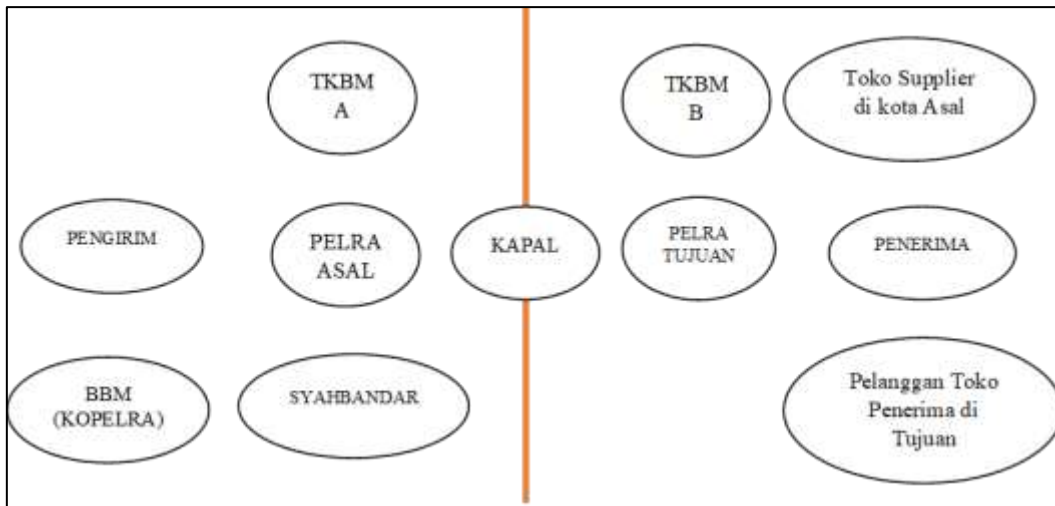 TKBM
A
TKBM
B
Toko Supplier
di kota Asal
PENGIRIM
PELRA
ASAL
KAPAL
PELRA
TUJUAN
PENERIMA
BBM
(KOPELRA)
SYAHBANDAR
Pelanggan Toko
Penerima di
Tujuan